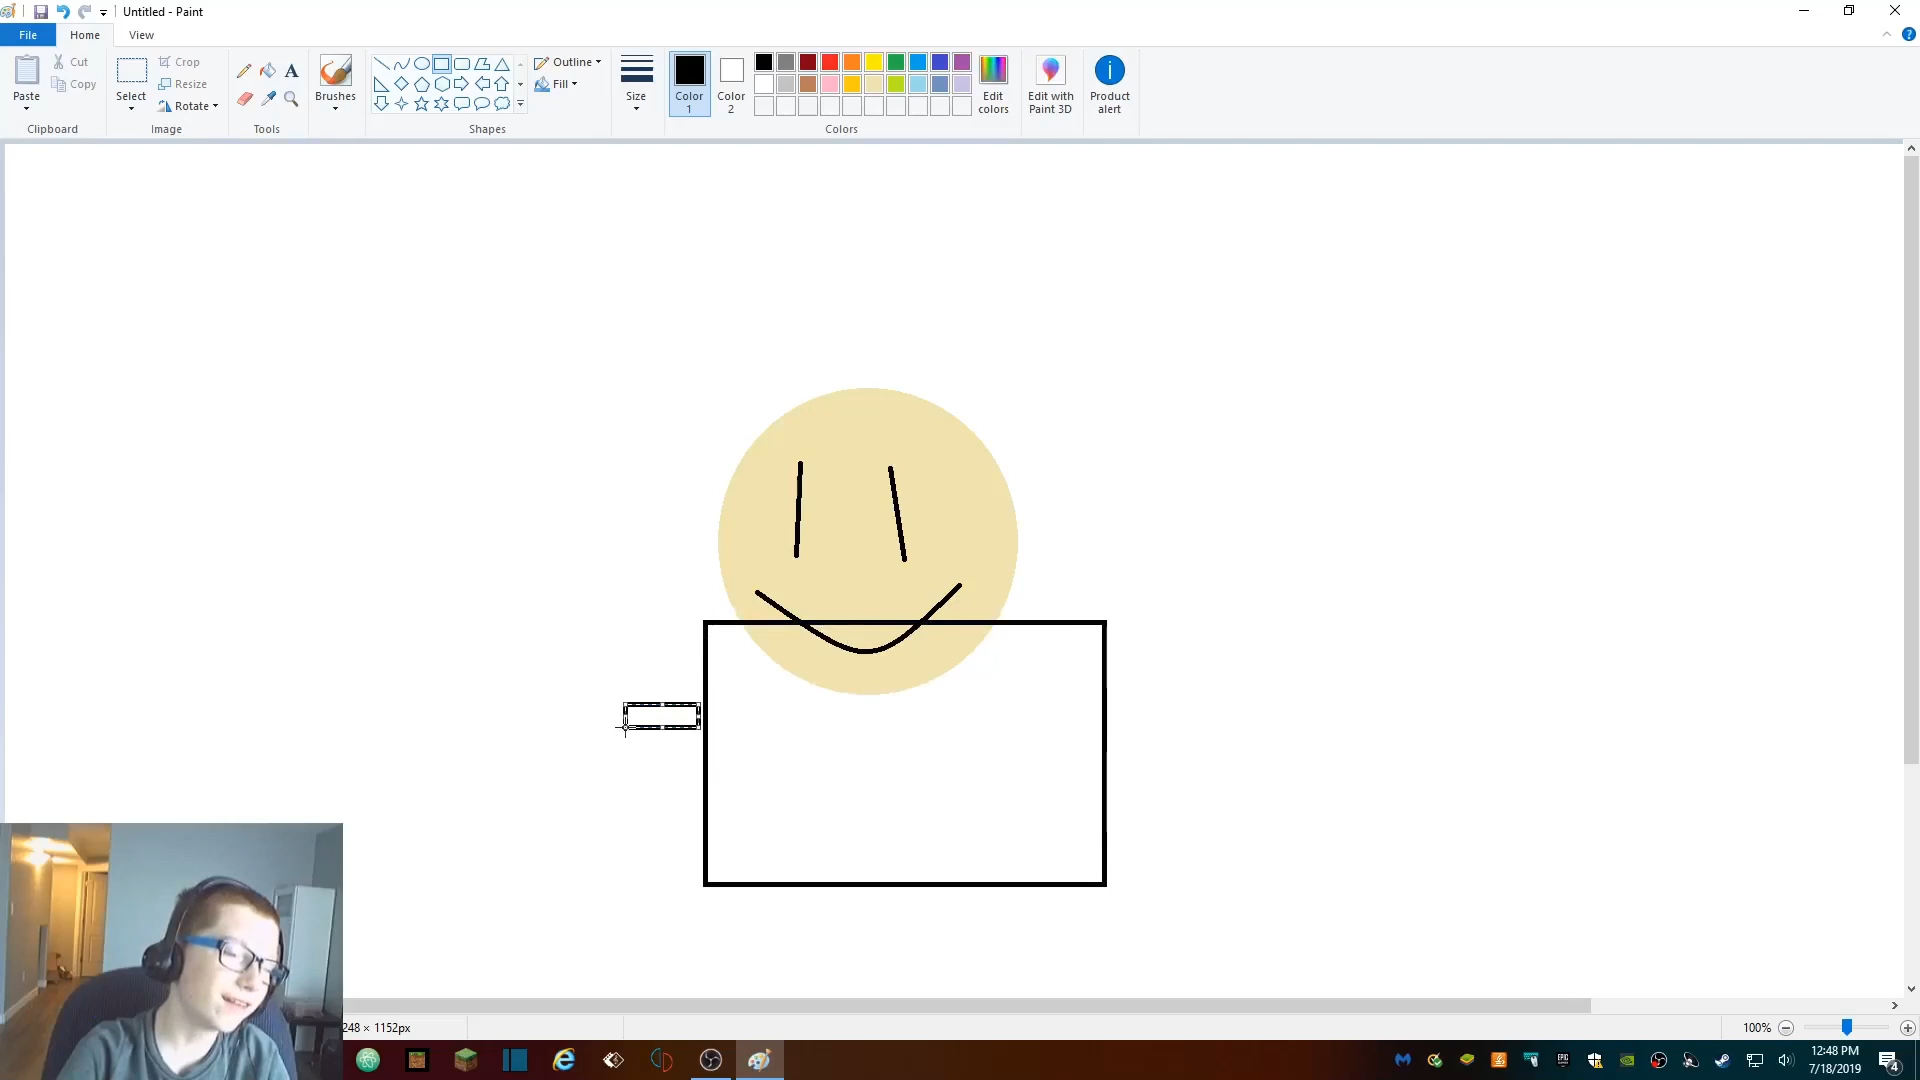 Untitled - Paint
File Home View
Cut
Copy
Paste
Clipboard
Crop
Resize
Rotate
Select
Image
A
Tools
Brushes
Outline
Fill
Shapes
Size
Color 1
Color 2
Edit colors
Colors
Edit with Paint 3D
Product alert
248 × 1152px
100%
EPIC
12:48 PM
7/18/2019
4